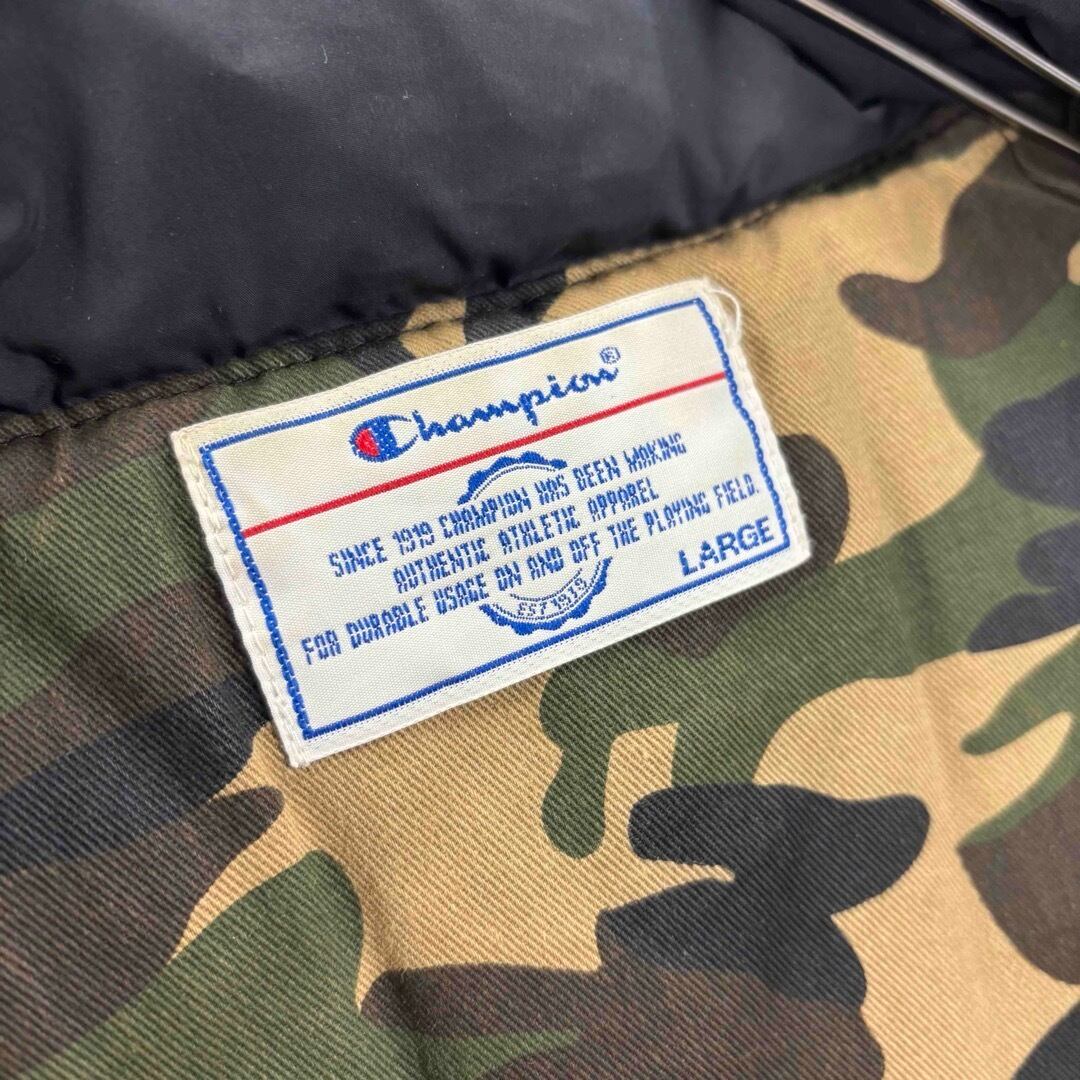 Champion®
SINCE 1919 CHAMPION HAS BEEN MAKING
AUTHENTIC ATHLETIC APPAREL
FOR DURABLE USAGE ON AND OFF THE PLAYING FIELD.
EST 1919
LARGE